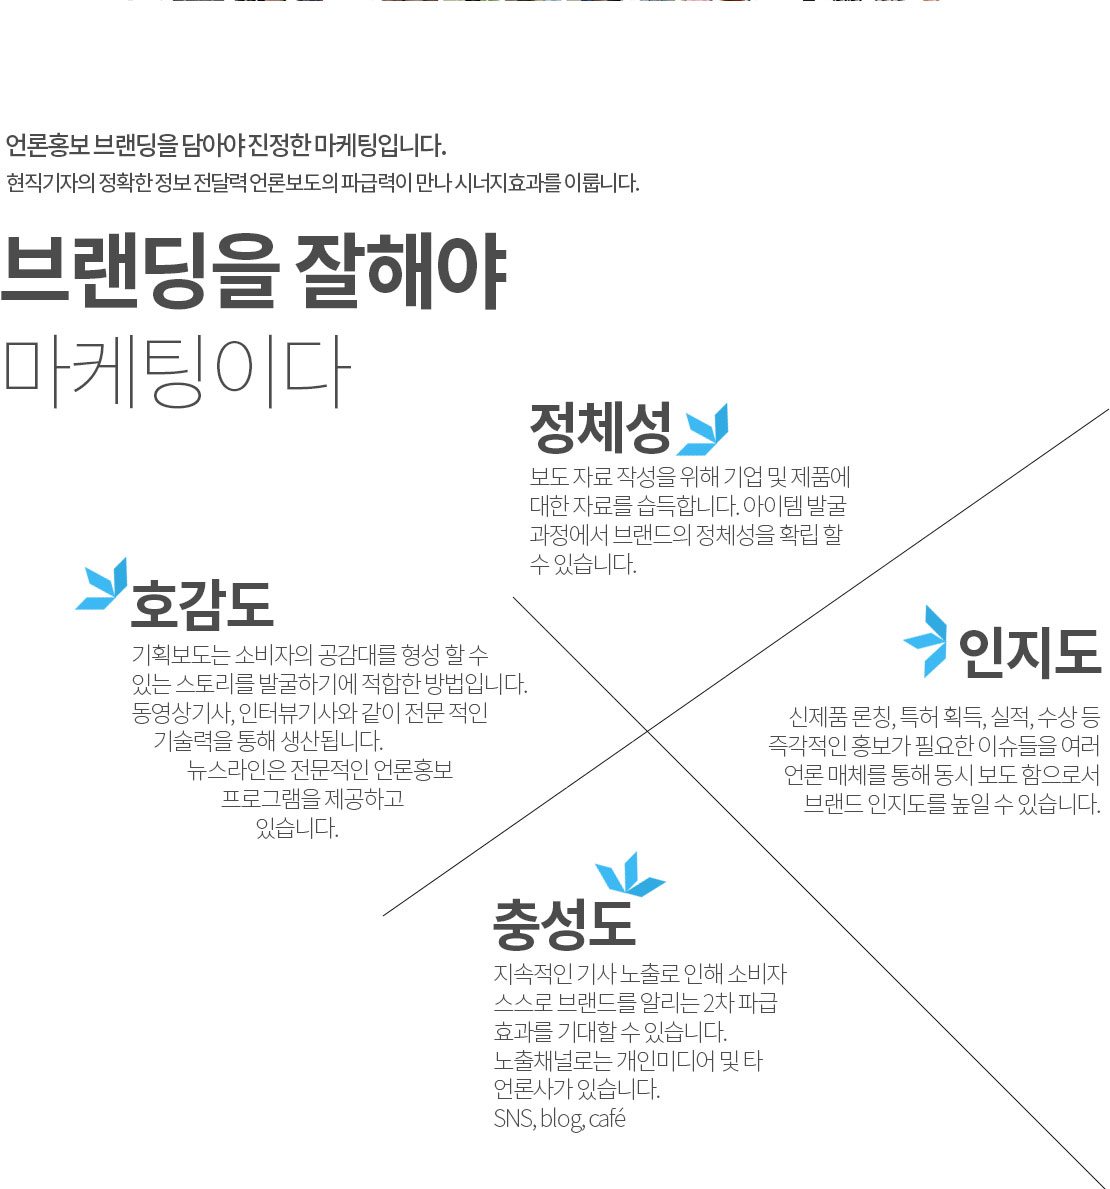 언론홍보 브랜딩을 담아야 진정한 마케팅입니다.
현직기자의 정확한 정보 전달력 언론보도의 파급력이 만나 시너지효과를 이룹니다.
브랜딩을 잘해야
마케팅이다
정체성
보도 자료 작성을 위해 기업 및 제품에
대한 자료를 습득합니다. 아이템 발굴
과정에서 브랜드의 정체성을 확립 할
수 있습니다.
호감도
기획보도는 소비자의 공감대를 형성 할 수
있는 스토리를 발굴하기에 적합한 방법입니다.
동영상기사, 인터뷰기사와 같이 전문 적인
기술력을 통해 생산됩니다.
뉴스라인은 전문적인 언론홍보
프로그램을 제공하고
있습니다.
인지도
신제품 론칭, 특허 획득, 실적, 수상 등
즉각적인 홍보가 필요한 이슈들을 여러
언론 매체를 통해 동시 보도 함으로서
브랜드 인지도를 높일 수 있습니다.
충성도
지속적인 기사 노출로 인해 소비자
스스로 브랜드를 알리는 2차 파급
효과를 기대할 수 있습니다.
노출채널로는 개인미디어 및 타
언론사가 있습니다.
SNS, blog, café